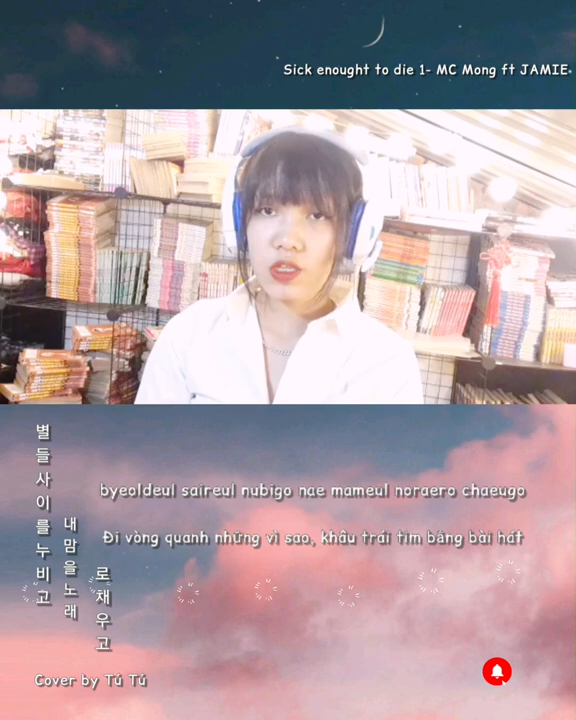 Sick enought to die 1- MC Mong ft JAMIE
별들사이를누비고
내맘을노래
로채우고
byeoldeul saireul nubigo nae mameul noraero chaeugo
Đi vòng quanh những vì sao, khâu trái tim bằng bài hát
Cover by Tú Tú